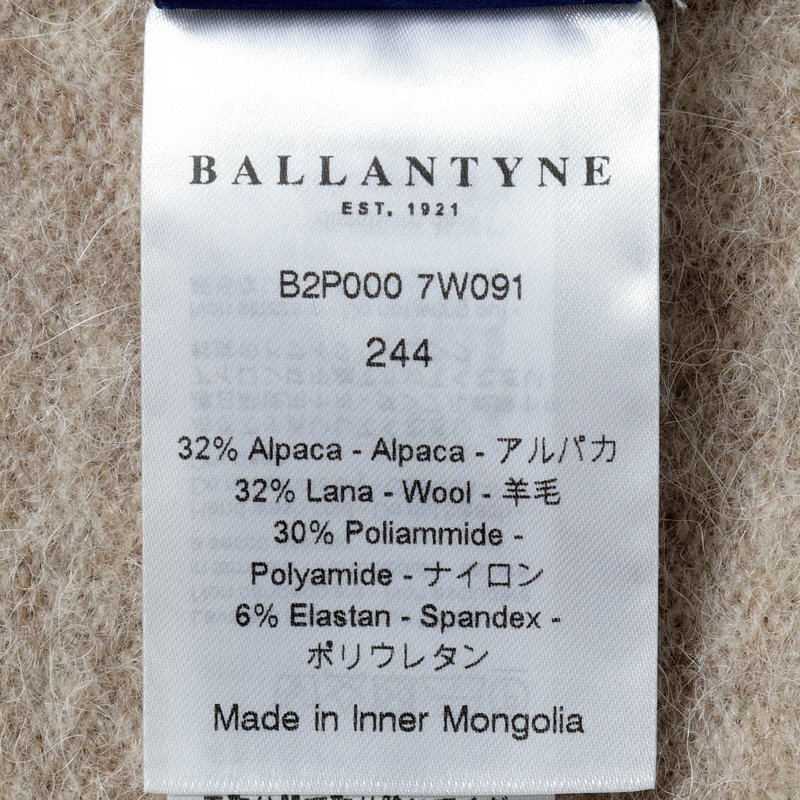 BALLANTYNE
EST. 1921
B2P000 7W091
244
32% Alpaca - Alpaca - アルパカ
32% Lana - Wool - 羊毛
30% Poliammide -
Polyamide - ナイロン
6% Elastan - Spandex -
ポリウレタン
Made in Inner Mongolia